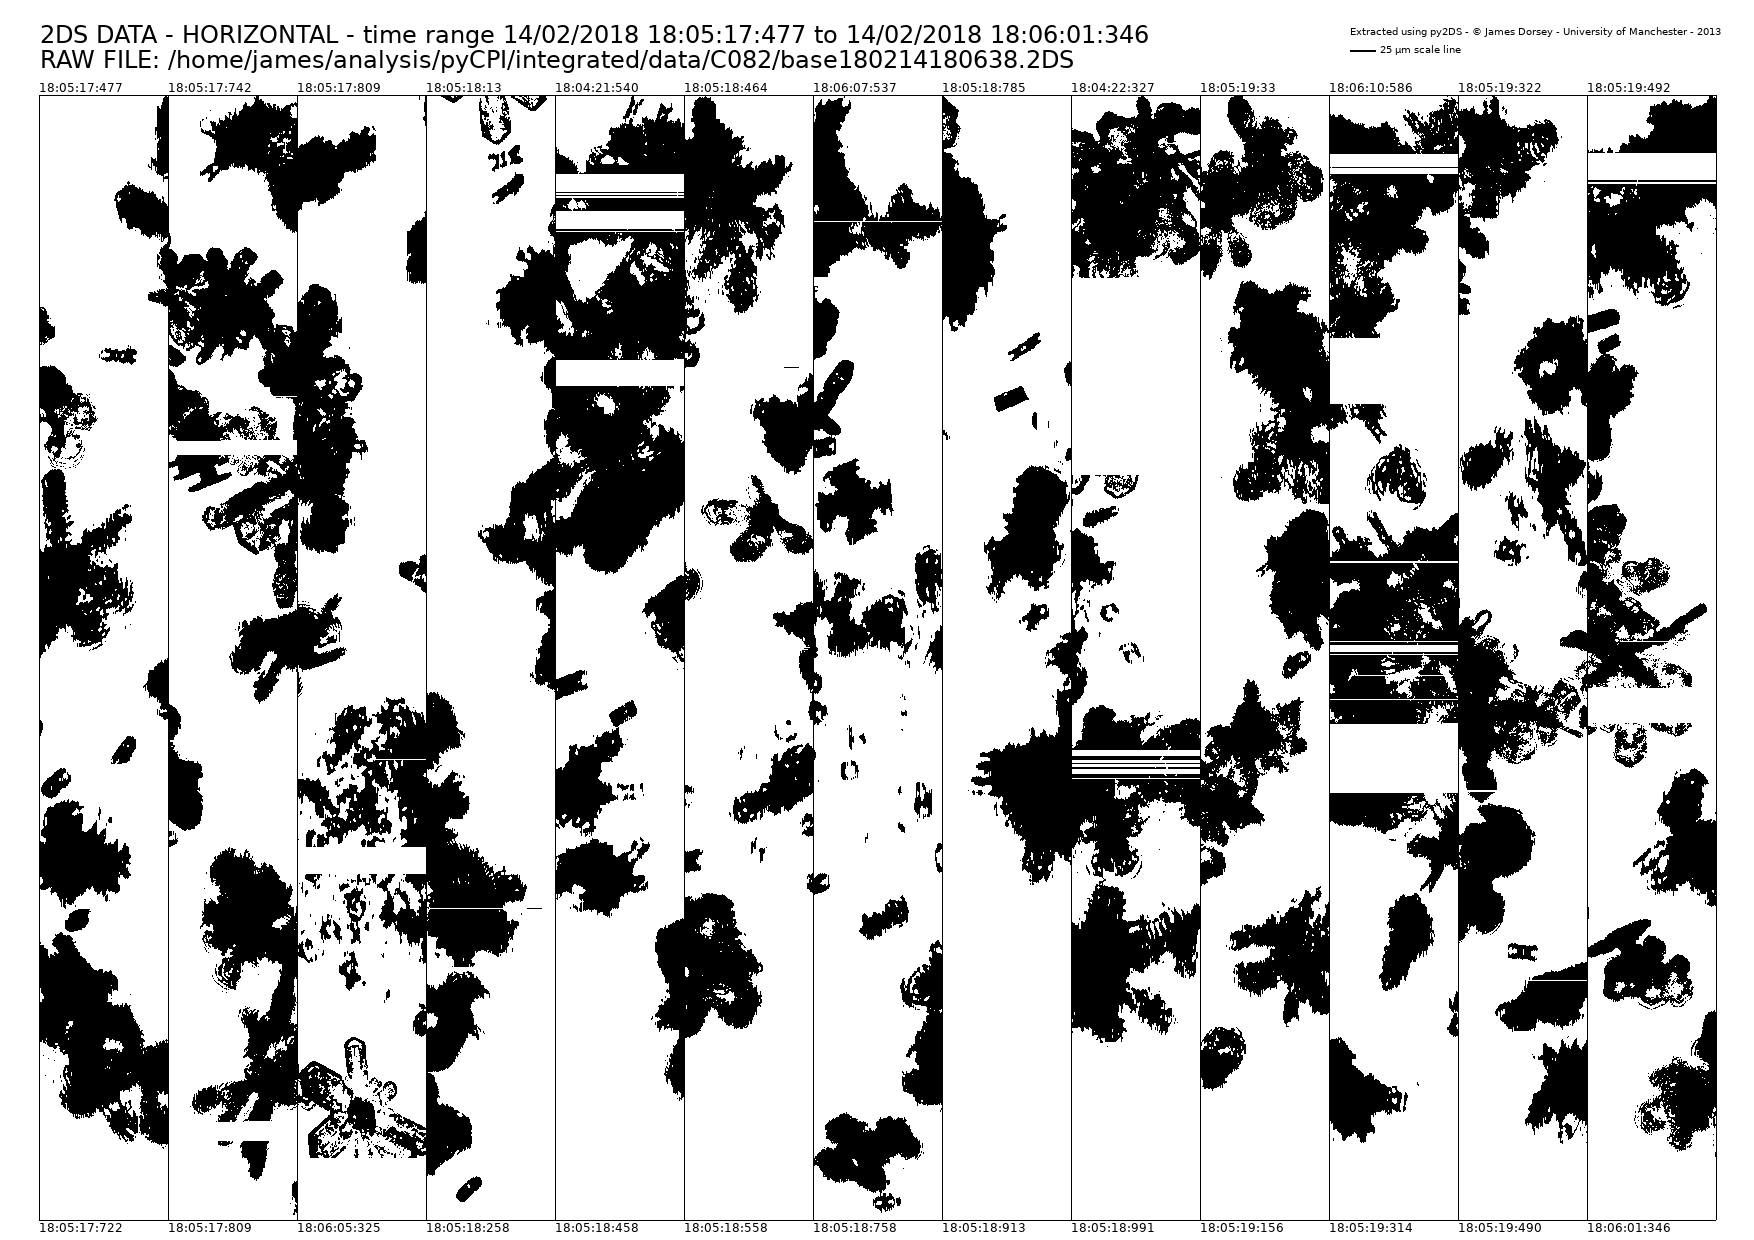 2DS DATA - HORIZONTAL - time range 14/02/2018 18:05:17:477 to 14/02/2018 18:06:01:346
RAW FILE: /home/james/analysis/pyCPI/integrated/data/C082/base180214180638.2DS
Extracted using py2DS - © James Dorsey - University of Manchester - 2013
25 µm scale line
18:05:17:477 18:05:17:742 18:05:17:809 18:05:18:13 18:04:21:540 18:05:18:464 18:06:07:537 18:05:18:785 18:04:22:327 18:05:19:33 18:06:10:586 18:05:19:322 18:05:19:492
18:05:17:722 18:05:17:809 18:06:05:325 18:05:18:258 18:05:18:458 18:05:18:558 18:05:18:758 18:05:18:913 18:05:18:991 18:05:19:156 18:05:19:314 18:05:19:490 18:06:01:346